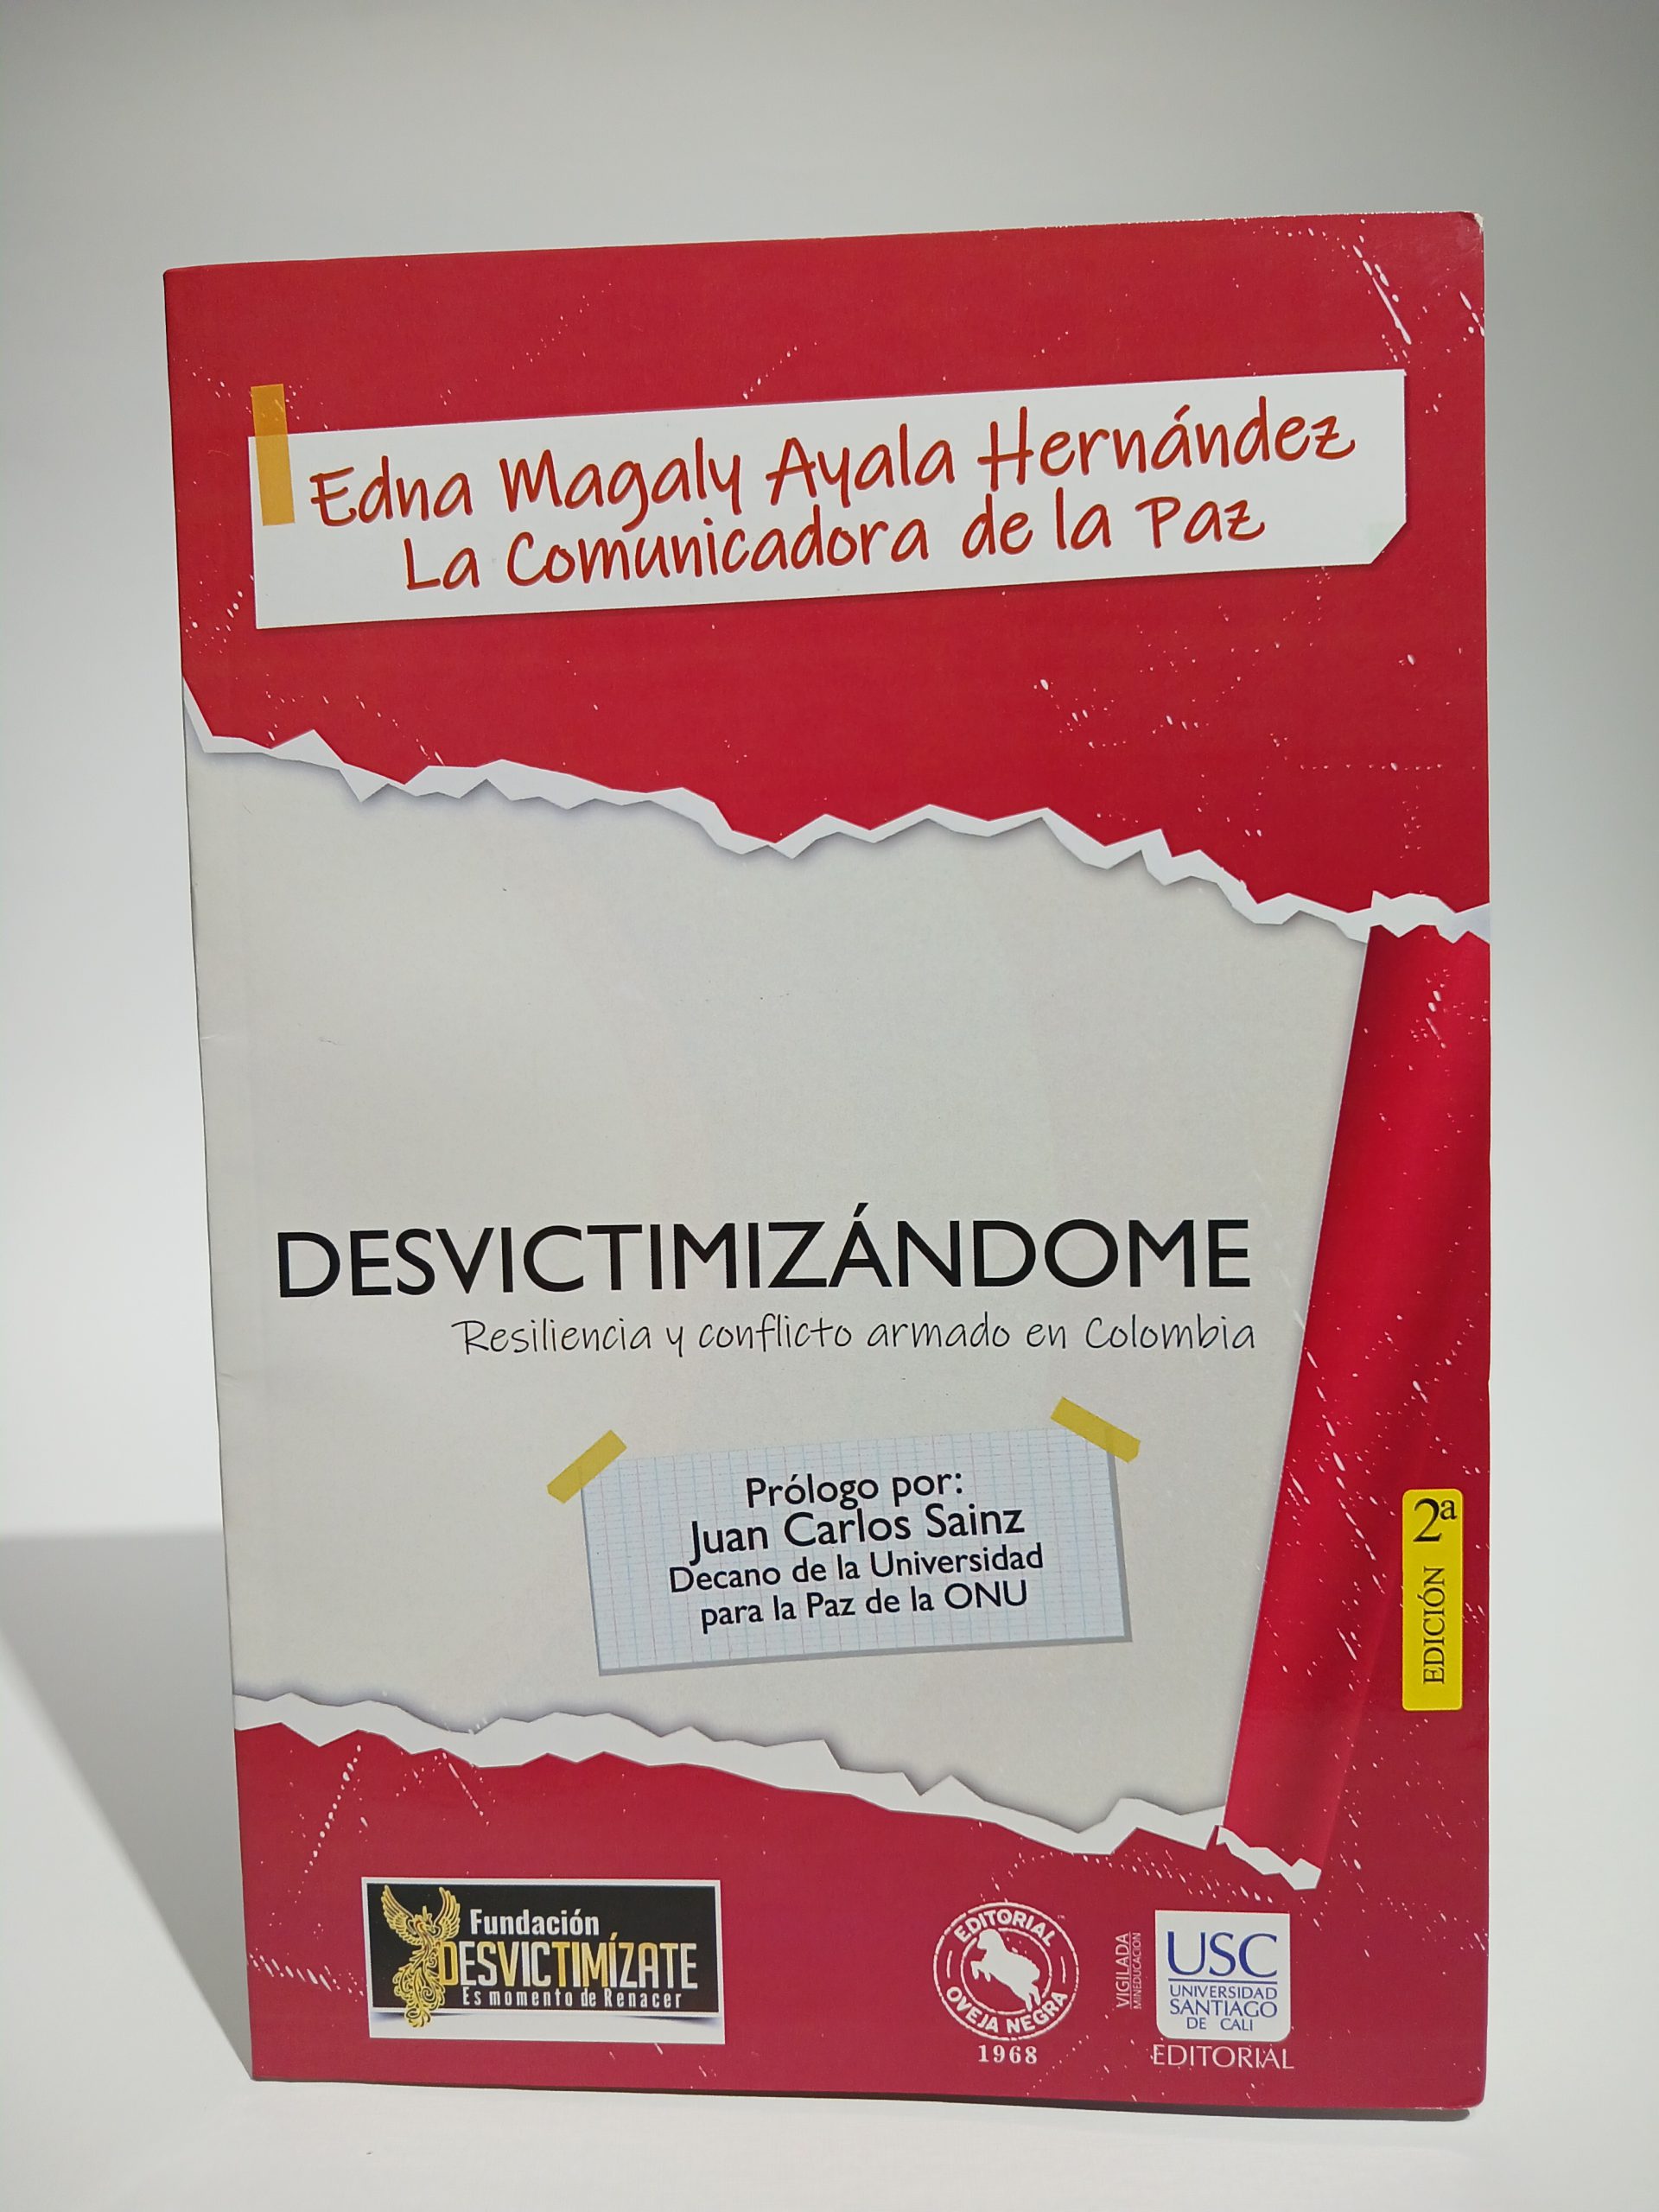 Edna Magaly Ayala Hernández
La Comunicadora de la Paz
DESVICTIMIZÁNDOME
Resiliencia y conflicto armado en Colombia
Prólogo por:
Juan Carlos Sainz
Decano de la Universidad
para la Paz de la ONU
2ª
EDICIÓN
Fundación
DESVICTIMÍZATE
Es momento de Renacer
EDITORIAL
OVEJA NEGRA
1968
VIGILADA
MINEDUCACIÓN
USC
UNIVERSIDAD
SANTIAGO
DE CALI
EDITORIAL